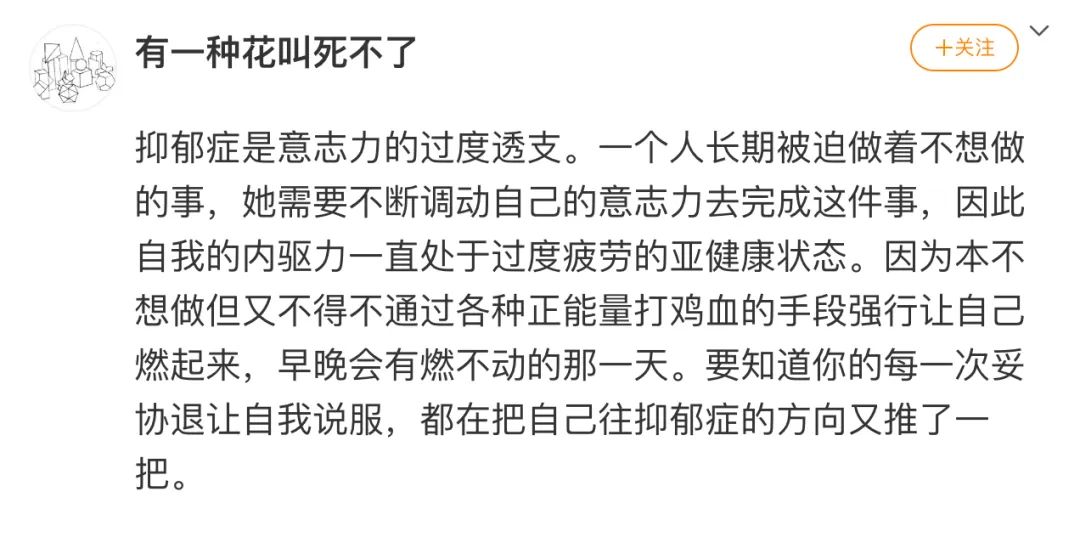 有一种花叫死不了
+关注
抑郁症是意志力的过度透支。一个人长期被迫做着不想做
的事，她需要不断调动自己的意志力去完成这件事，因此
自我的内驱力一直处于过度疲劳的亚健康状态。因为本不
想做但又不得不通过各种正能量打鸡血的手段强行让自己
燃起来，早晚会有燃不动的那一天。要知道你的每一次妥
协退让自我说服，都在把自己往抑郁症的方向又推了一
把。